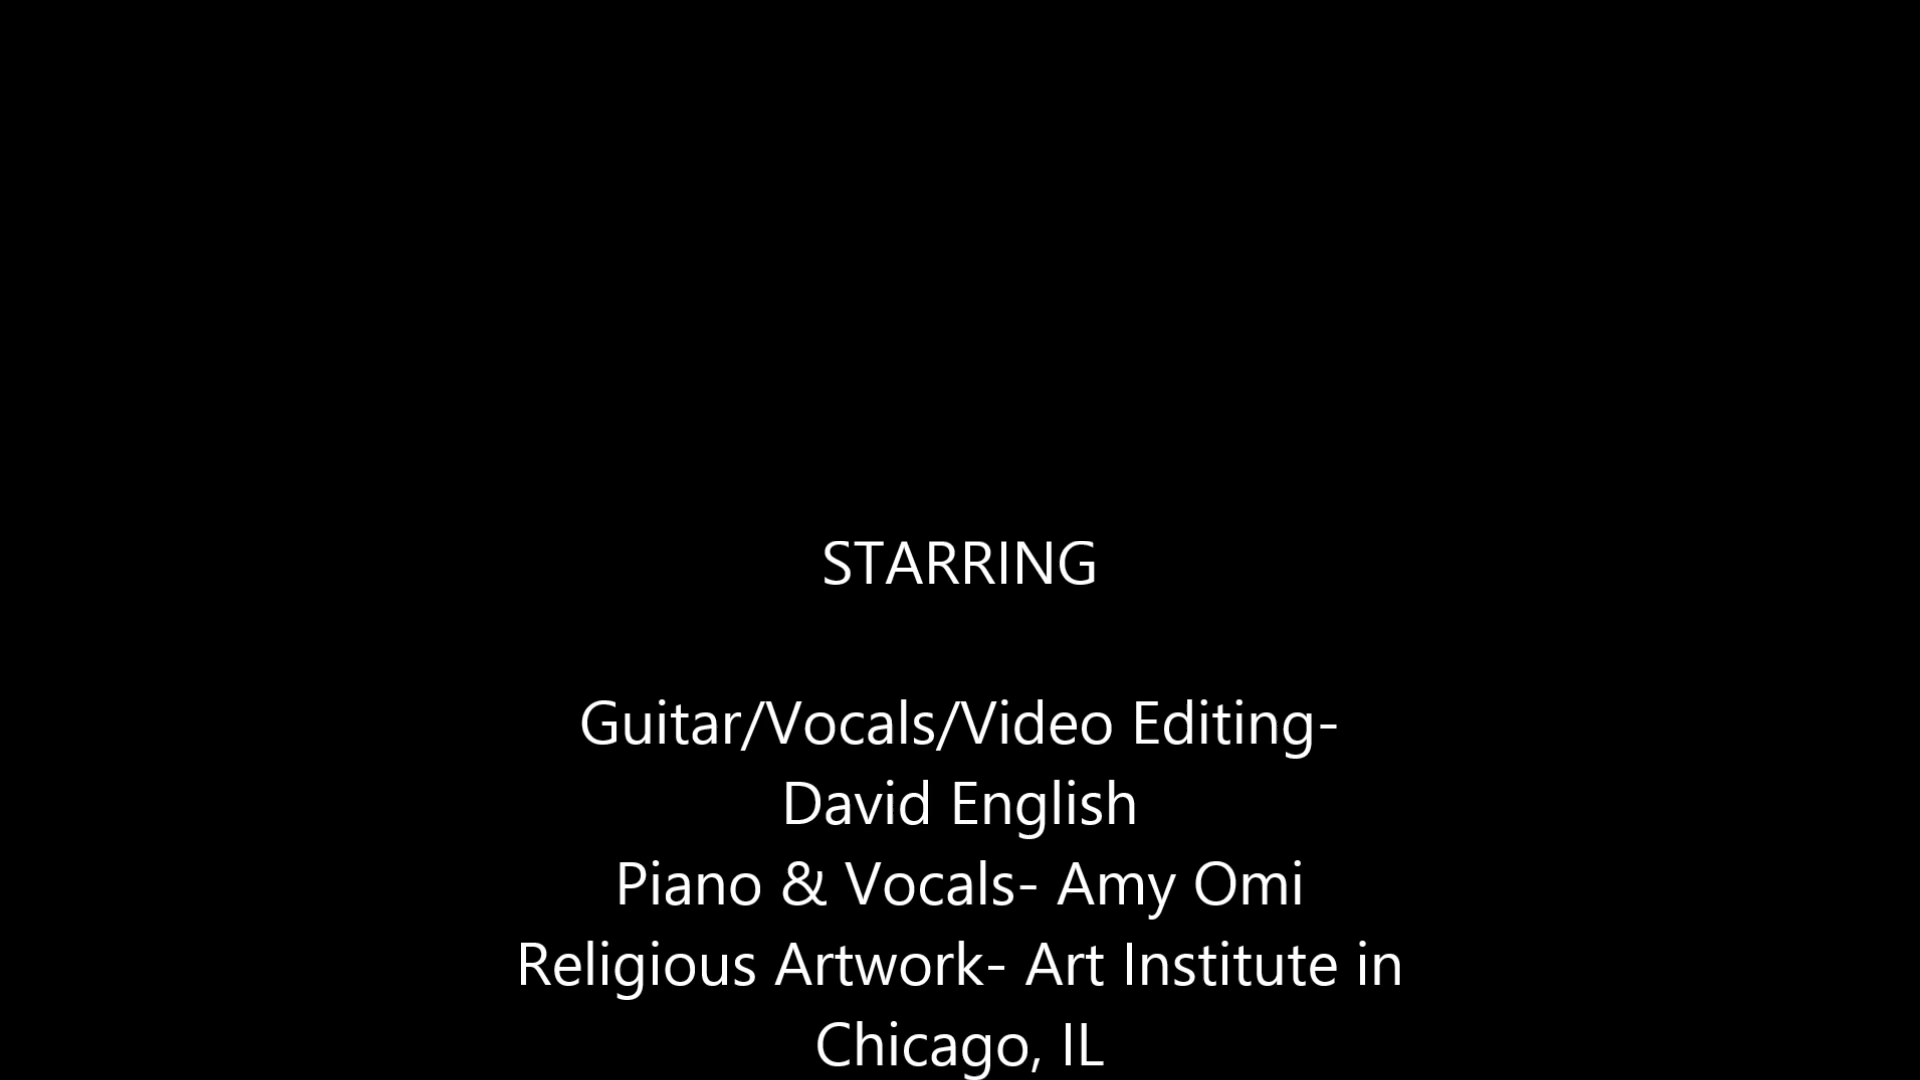 STARRING
Guitar/Vocals/Video Editing-
David English
Piano & Vocals- Amy Omi
Religious Artwork- Art Institute in
Chicago, IL